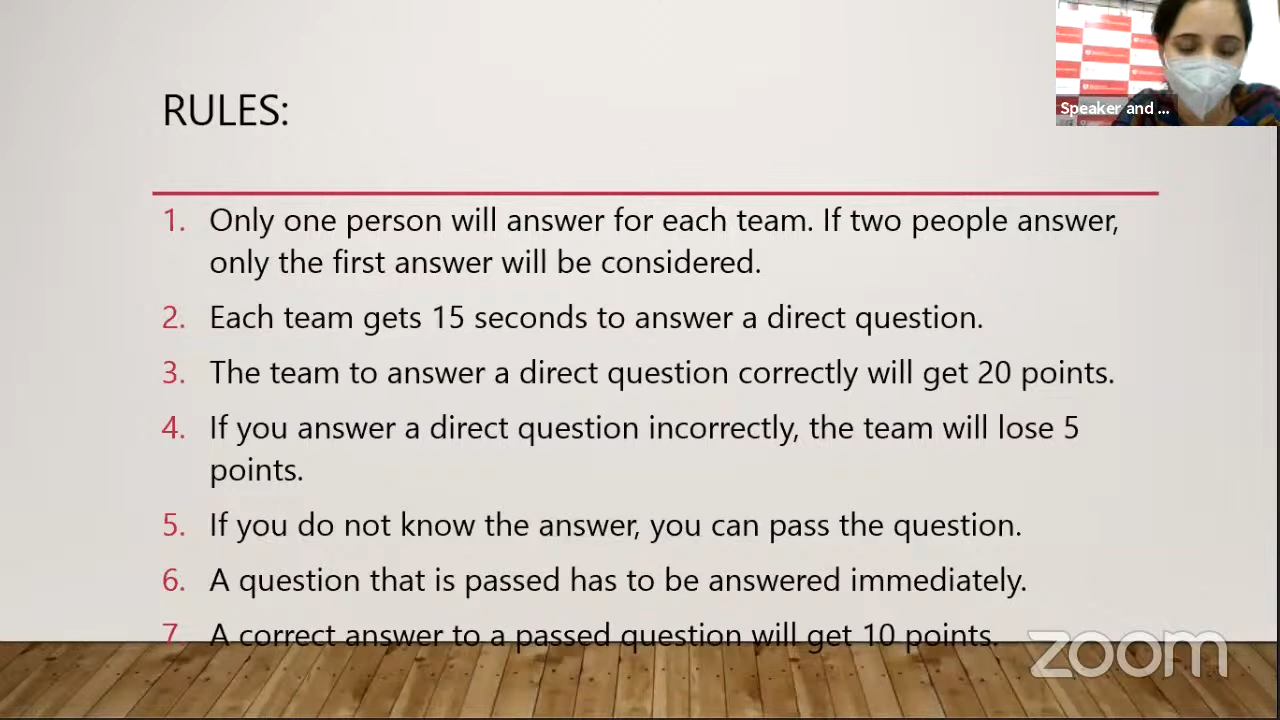 RULES:
Speaker and ...
1. Only one person will answer for each team. If two people answer,
only the first answer will be considered.
2. Each team gets 15 seconds to answer a direct question.
3. The team to answer a direct question correctly will get 20 points.
4. If you answer a direct question incorrectly, the team will lose 5
points.
5. If you do not know the answer, you can pass the question.
6. A question that is passed has to be answered immediately.
7. A correct answer to a passed question will get 10 points.
zoom